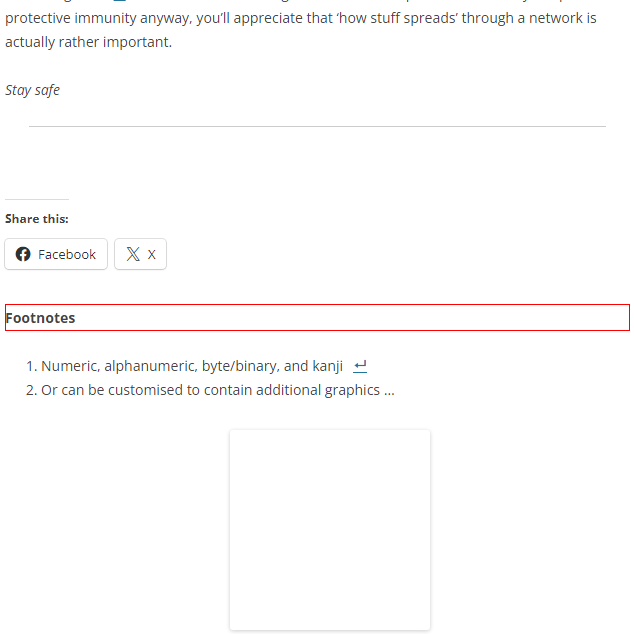 protective immunity anyway, you’ll appreciate that ‘how stuff spreads’ through a network is
actually rather important.
Stay safe
Share this:
Facebook
X
Footnotes
1. Numeric, alphanumeric, byte/binary, and kanji ↵
2. Or can be customised to contain additional graphics ...